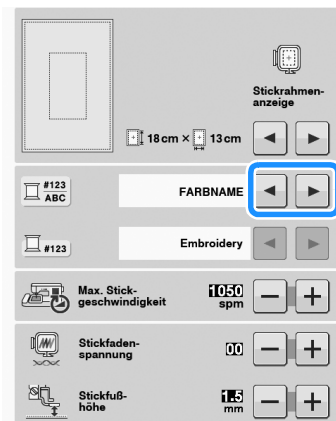 Stickrahmen-
anzeige
18 cm × 13 cm
#123
ABC
FARBNAME
#123
Embroidery
Max. Stick-
geschwindigkeit
1050
spm
Stickfaden-
spannung
00
Stickfuß-
höhe
1.5
mm